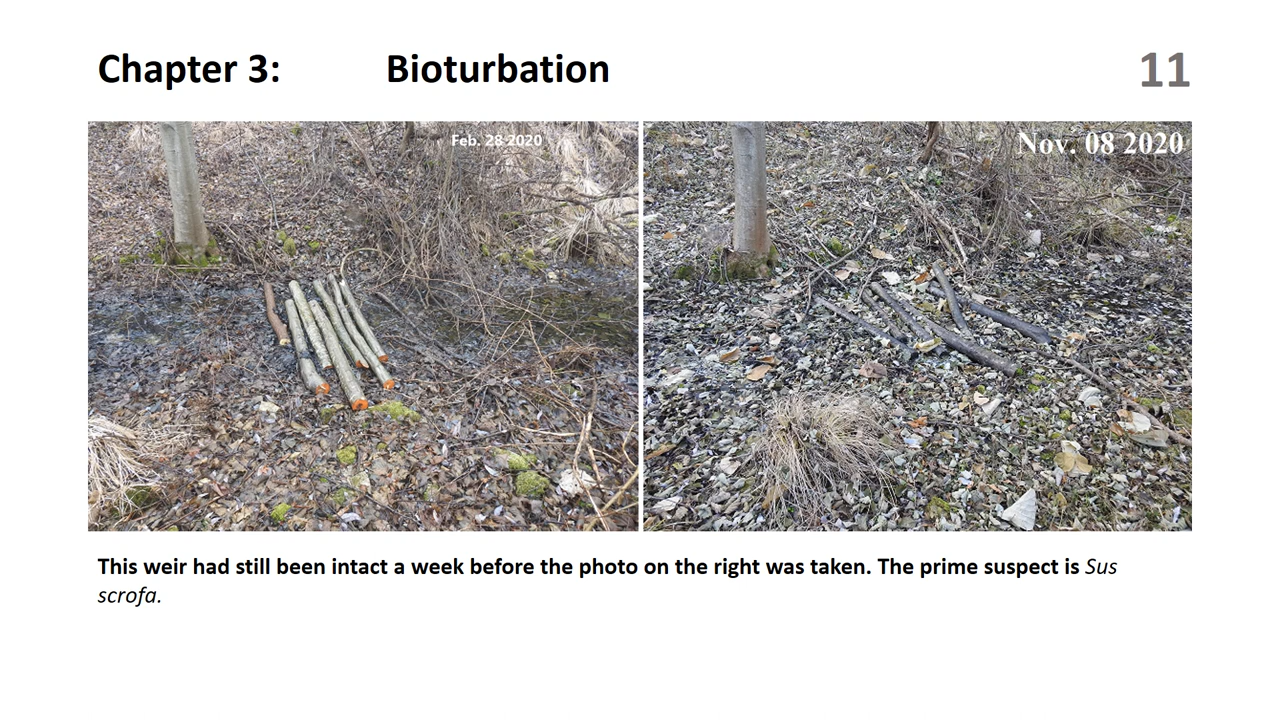 Chapter 3: Bioturbation 11
Feb. 28 2020
Nov. 08 2020
This weir had still been intact a week before the photo on the right was taken. The prime suspect is Sus
scrofa.